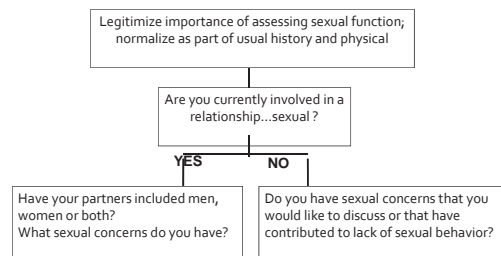 Legitimize importance of assessing sexual function;
normalize as part of usual history and physical
Are you currently involved in a
relationship...sexual ?
YES
NO
Have your partners included men,
women or both?
What sexual concerns do you have?
Do you have sexual concerns that you
would like to discuss or that have
contributed to lack of sexual behavior?